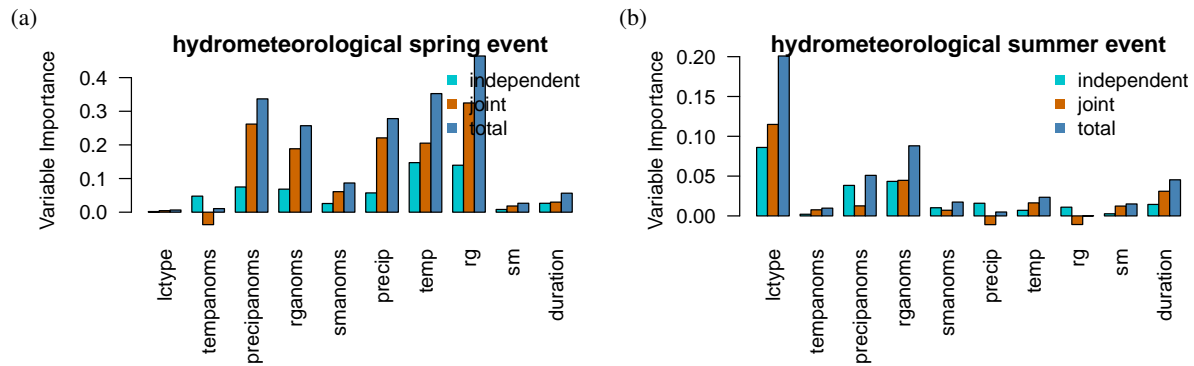 (a)
hydrometeorological spring event
Variable Importance
0.4
0.3
0.2
0.1
0.0
independent
joint
total
lctype
tempanoms
precipanoms
rganoms
smanoms
precip
temp
rg
sm
duration
(b)
hydrometeorological summer event
Variable Importance
0.20
0.15
0.10
0.05
0.00
independent
joint
total
lctype
tempanoms
precipanoms
rganoms
smanoms
precip
temp
rg
sm
duration